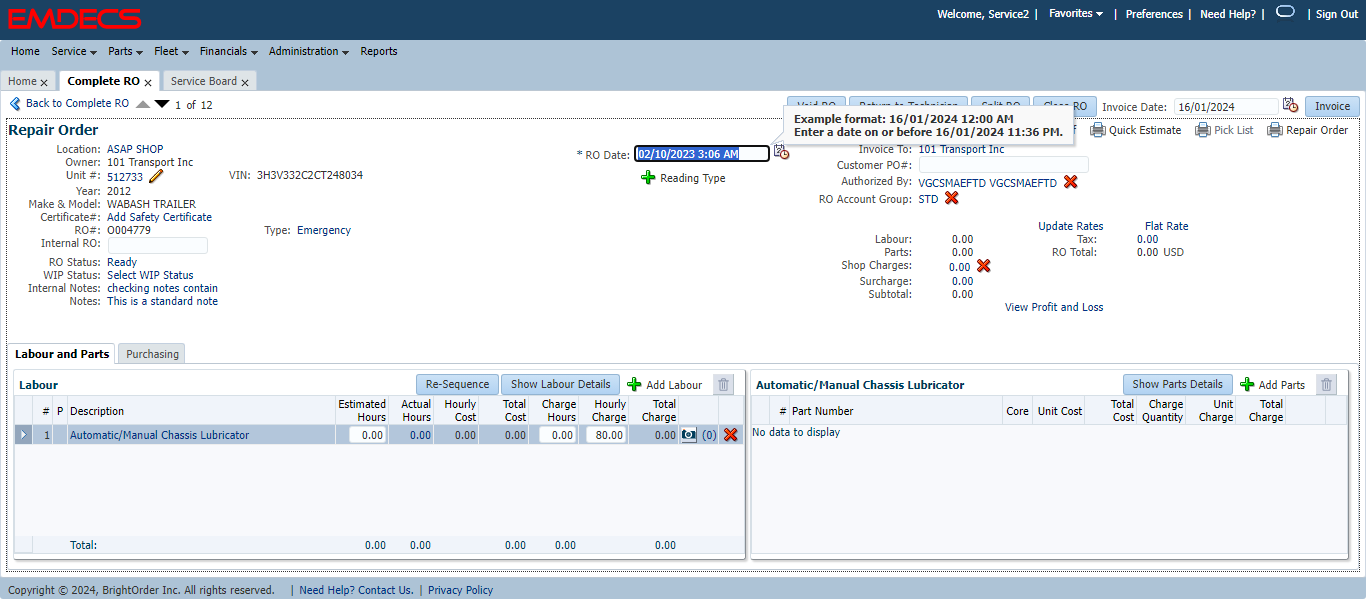 EMDECS
Welcome, Service2 | Favorites | Preferences | Need Help? | | Sign Out
Home Service Parts Fleet Financials Administration Reports
Home x Complete RO x Service Board x
Back to Complete RO 1 of 12
Void RO Return to Technician Split RO Close RO Invoice Date: 16/01/2024 Invoice
Example format: 16/01/2024 12:00 AM
Enter a date on or before 16/01/2024 11:36 PM.
Quick Estimate Pick List Repair Order
Repair Order
Location: ASAP SHOP
Owner: 101 Transport Inc
Unit #: 512733 VIN: 3H3V332C2CT248034
Year: 2012
Make & Model: WABASH TRAILER
Certificate#: Add Safety Certificate
RO#: O004779 Type: Emergency
Internal RO:
RO Status: Ready
WIP Status: Select WIP Status
Internal Notes: checking notes contain
Notes: This is a standard note
* RO Date: 02/10/2023 3:06 AM
Reading Type
Invoice To: 101 Transport Inc
Customer PO#:
Authorized By: VGCSMAEFTD VGCSMAEFTD
RO Account Group: STD
Update Rates Flat Rate
Labour: 0.00 Tax: 0.00
Parts: 0.00 RO Total: 0.00 USD
Shop Charges: 0.00
Surcharge: 0.00
Subtotal: 0.00
View Profit and Loss
Labour and Parts Purchasing
Labour Re-Sequence Show Labour Details Add Labour
# P Description Estimated Hours Actual Hours Hourly Cost Total Cost Charge Hours Hourly Charge Total Charge
1 Automatic/Manual Chassis Lubricator 0.00 0.00 0.00 0.00 0.00 80.00 0.00 (0)
Total: 0.00 0.00 0.00 0.00 0.00
Automatic/Manual Chassis Lubricator Show Parts Details Add Parts
# Part Number Core Unit Cost Total Cost Charge Quantity Unit Charge Total Charge
No data to display
Copyright © 2024, BrightOrder Inc. All rights reserved. | Need Help? Contact Us. | Privacy Policy